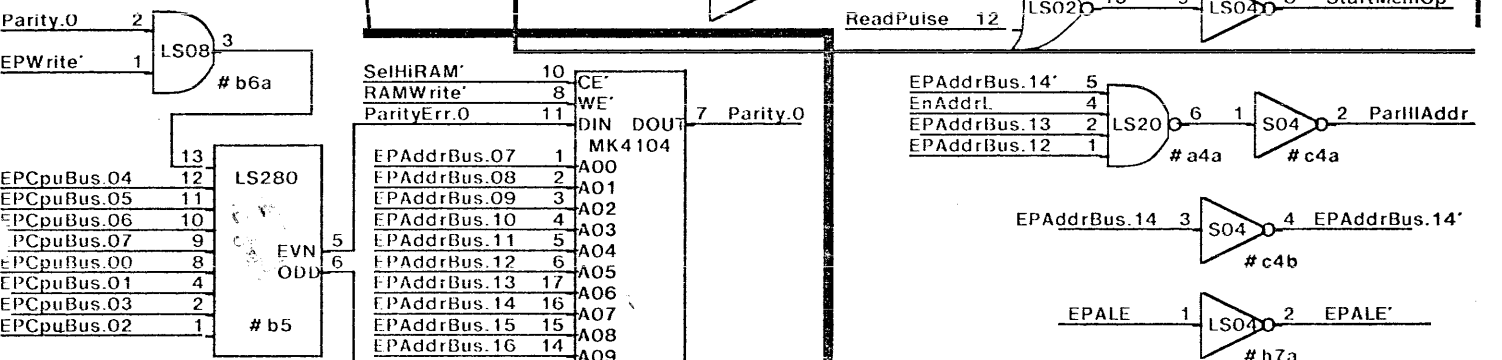 Parity.0 2
EPWrite' 1
LS08
3
# b6a
13
EPCpuBus.04 12
EPCpuBus.05 11
EPCpuBus.06 10
PCpuBus.07 9
EPCpuBus.00 8
EPCpuBus.01 4
EPCpuBus.03 2
EPCpuBus.02 1
LS280
EVN 5
ODD 6
# b5
SelHiRAM' 10 CE'
RAMWrite' 8 WE'
ParityErr.0 11 DIN DOUT 7 Parity.0
MK4104
EPAddrBus.07 1 A00
EPAddrBus.08 2 A01
EPAddrBus.09 3 A02
EPAddrBus.10 4 A03
EPAddrBus.11 5 A04
EPAddrBus.12 6 A05
EPAddrBus.13 17 A06
EPAddrBus.14 16 A07
EPAddrBus.15 15 A08
EPAddrBus.16 14 A09
ReadPulse 12
LS02
LS04
StartMemOp
EPAddrBus.14' 5
EnAddrL 4
EPAddrBus.13 2
EPAddrBus.12 1
LS20 6 1 S04 2 ParIllAddr
# a4a # c4a
EPAddrBus.14 3 S04 4 EPAddrBus.14'
# c4b
EPALE 1 LS04 2 EPALE'
# h7a